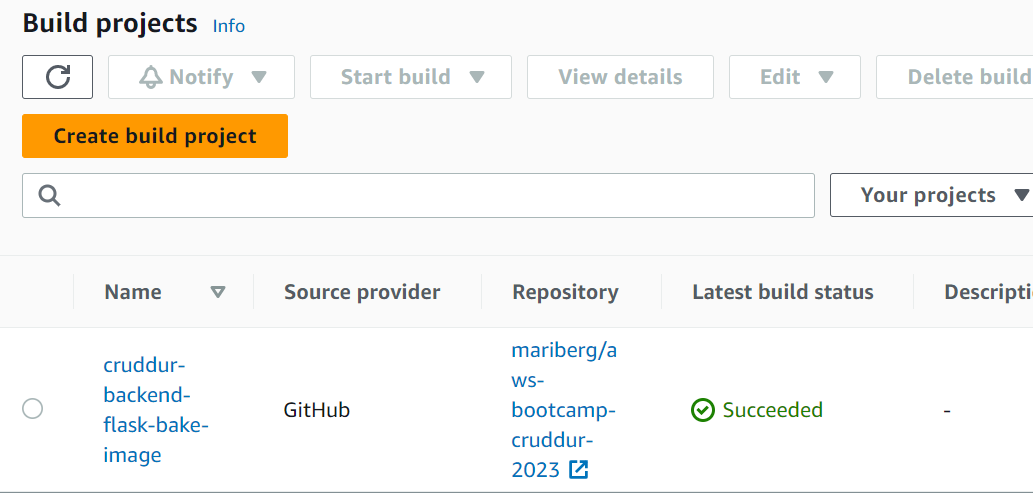 Build projects Info
Notify Start build View details Edit Delete build
Create build project
Your projects
Name Source provider Repository Latest build status Descripti
cruddur-
backend-
flask-bake-
image
GitHub
mariberg/a
ws-
bootcamp-
cruddur-
2023
Succeeded
-